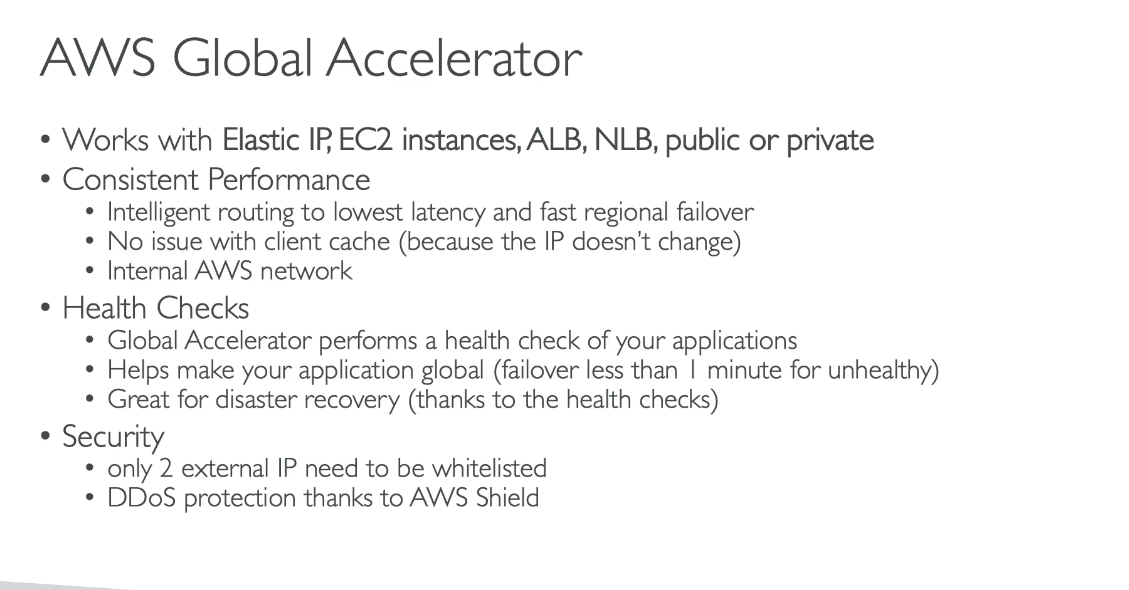 AWS Global Accelerator
• Works with Elastic IP, EC2 instances, ALB, NLB, public or private
• Consistent Performance
• Intelligent routing to lowest latency and fast regional failover
• No issue with client cache (because the IP doesn't change)
• Internal AWS network
• Health Checks
• Global Accelerator performs a health check of your applications
• Helps make your application global (failover less than 1 minute for unhealthy)
• Great for disaster recovery (thanks to the health checks)
• Security
• only 2 external IP need to be whitelisted
• DDoS protection thanks to AWS Shield